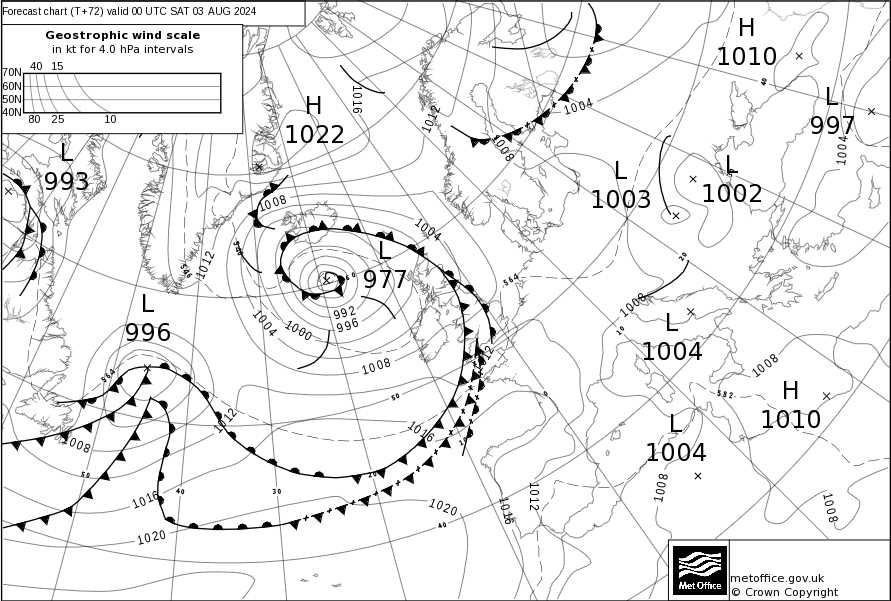 Forecast chart (T+72) valid 00 UTC SAT 03 AUG 2024
Geostrophic wind scale
in kt for 4.0 hPa intervals
40 15
70N
60N
50N
40N
80 25 10
H
1010
L
997
H
1022
L
993
L
1003
L
1002
L
977
L
996
L
1004
H
1010
L
1004
1016
1012
1004
1008
1004
40
1008
1004
1012
546
564
20
1008
10
992
996
1004
1000
60
1008
1012
564
1012
50
0
582
1008
1016
10
1008
50
20
40
30
1016
1020
1020
40
1016
1012
1008
1008
Met Office
metoffice.gov.uk
© Crown Copyright